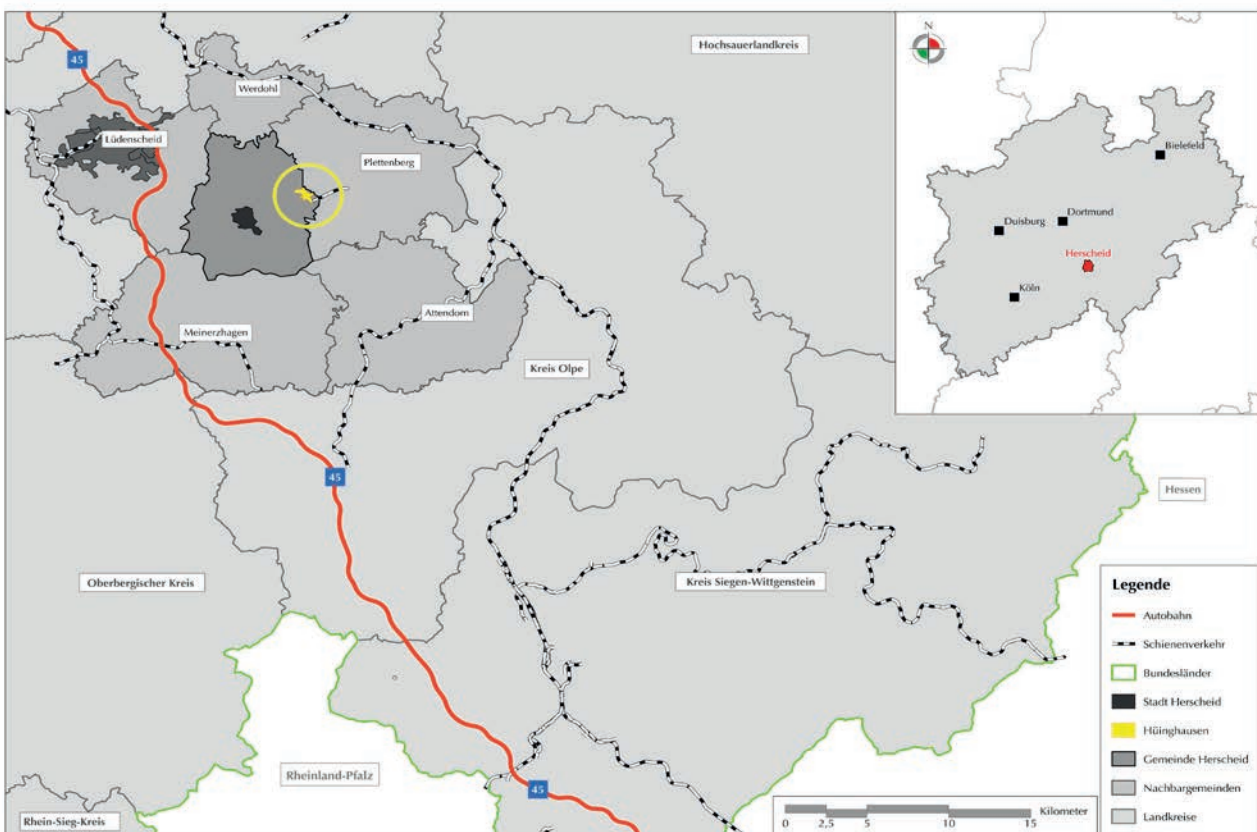 45
Hochsauerlandkreis
Werdohl
Lüdenscheid
Plettenberg
Meinerzhagen
Attendorn
Kreis Olpe
45
Oberbergischer Kreis
Kreis Siegen-Wittgenstein
Hessen
Rheinland-Pfalz
45
Rhein-Sieg-Kreis
N
Bielefeld
Dortmund
Duisburg
Herscheid
Köln
Legende
Autobahn
Schienenverkehr
Bundesländer
Stadt Herscheid
Hüinghausen
Gemeinde Herscheid
Nachbargemeinden
Landkreise
Kilometer
0 2,5 5 10 15